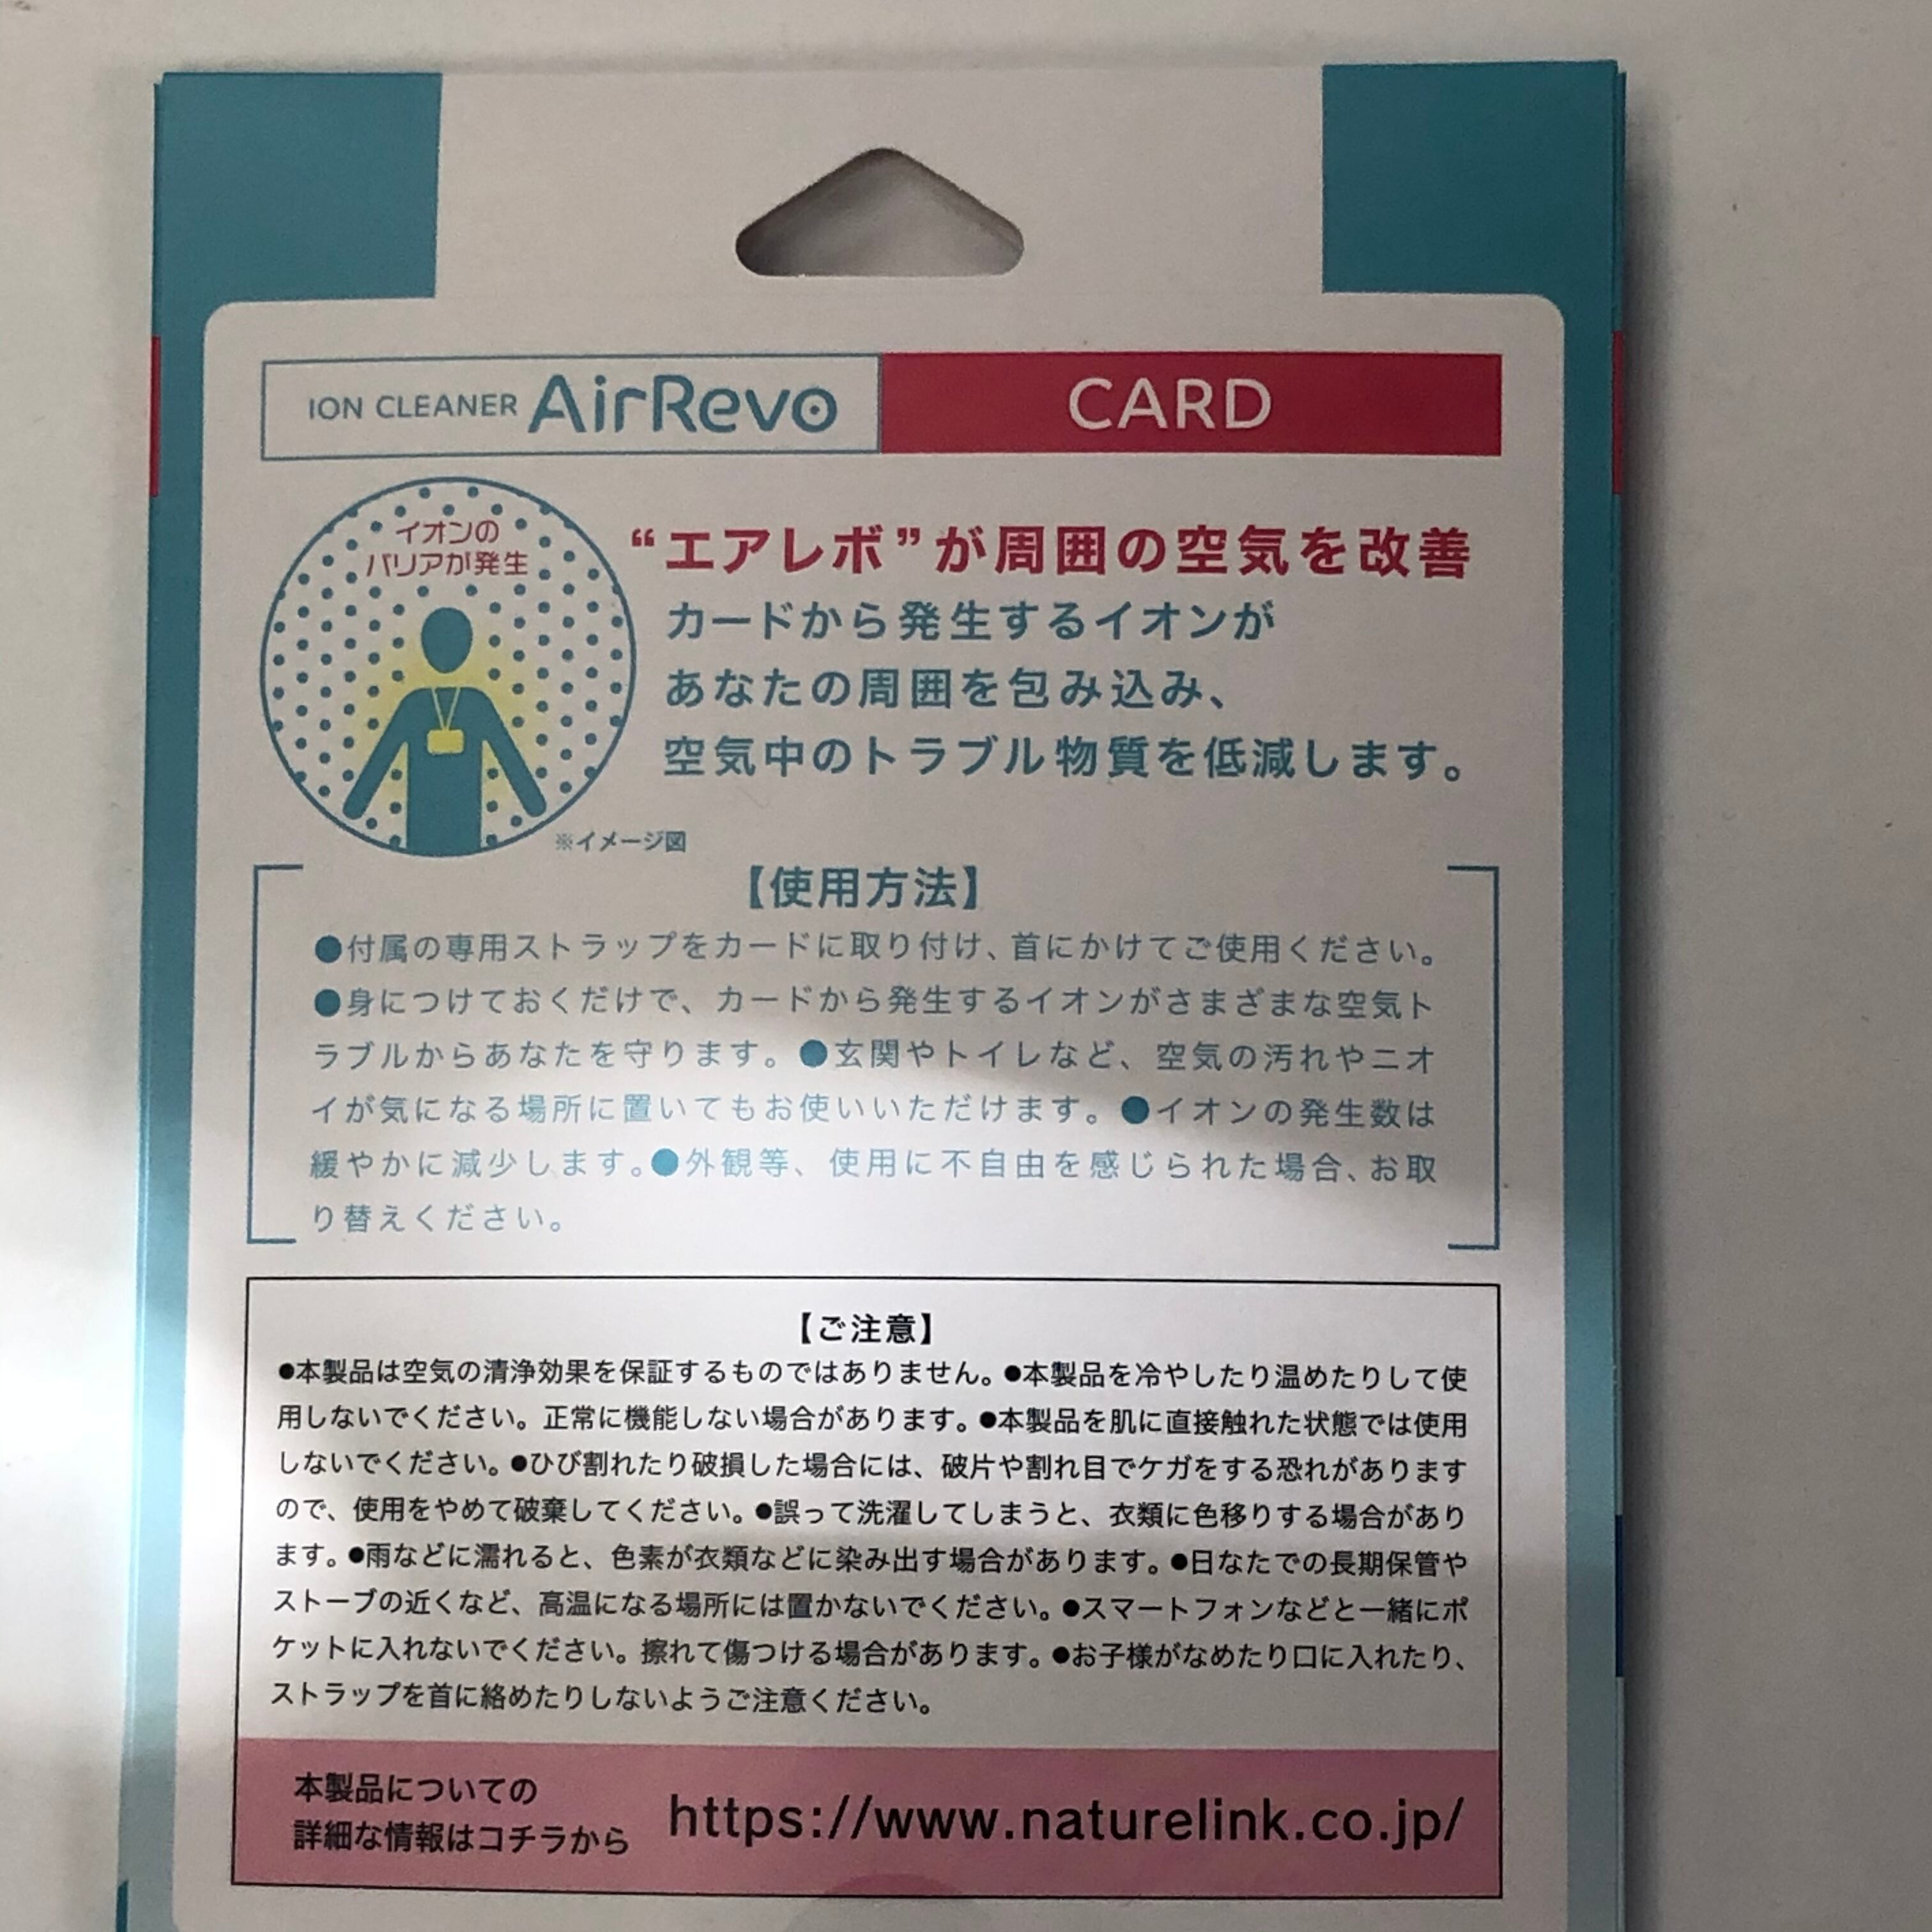 ION CLEANER AirRevo CARD
イオンの
バリアが発生
“エアレボ”が周囲の空気を改善
カードから発生するイオンが
あなたの周囲を包み込み、
空気中のトラブル物質を低減します。
※イメージ図
【使用方法】
●付属の専用ストラップをカードに取り付け、首にかけてご使用ください。
●身につけておくだけで、カードから発生するイオンがさまざまな空気ト
ラブルからあなたを守ります。●玄関やトイレなど、空気の汚れやニオ
イが気になる場所に置いてもお使いいただけます。●イオンの発生数は
緩やかに減少します。●外観等、使用に不自由を感じられた場合、お取
り替えください。
【ご注意】
●本製品は空気の清浄効果を保証するものではありません。●本製品を冷やしたり温めたりして使
用しないでください。正常に機能しない場合があります。●本製品を肌に直接触れた状態では使用
しないでください。●ひび割れたり破損した場合には、破片や割れ目でケガをする恐れがあります
ので、使用をやめて破棄してください。●誤って洗濯してしまうと、衣類に色移りする場合があり
ます。●雨などに濡れると、色素が衣類などに染み出す場合があります。●日なたでの長期保管や
ストーブの近くなど、高温になる場所には置かないでください。●スマートフォンなどと一緒にポ
ケットに入れないでください。擦れて傷つける場合があります。●お子様がなめたり口に入れたり、
ストラップを首に絡めたりしないようご注意ください。
本製品についての
詳細な情報はコチラから https://www.naturelink.co.jp/